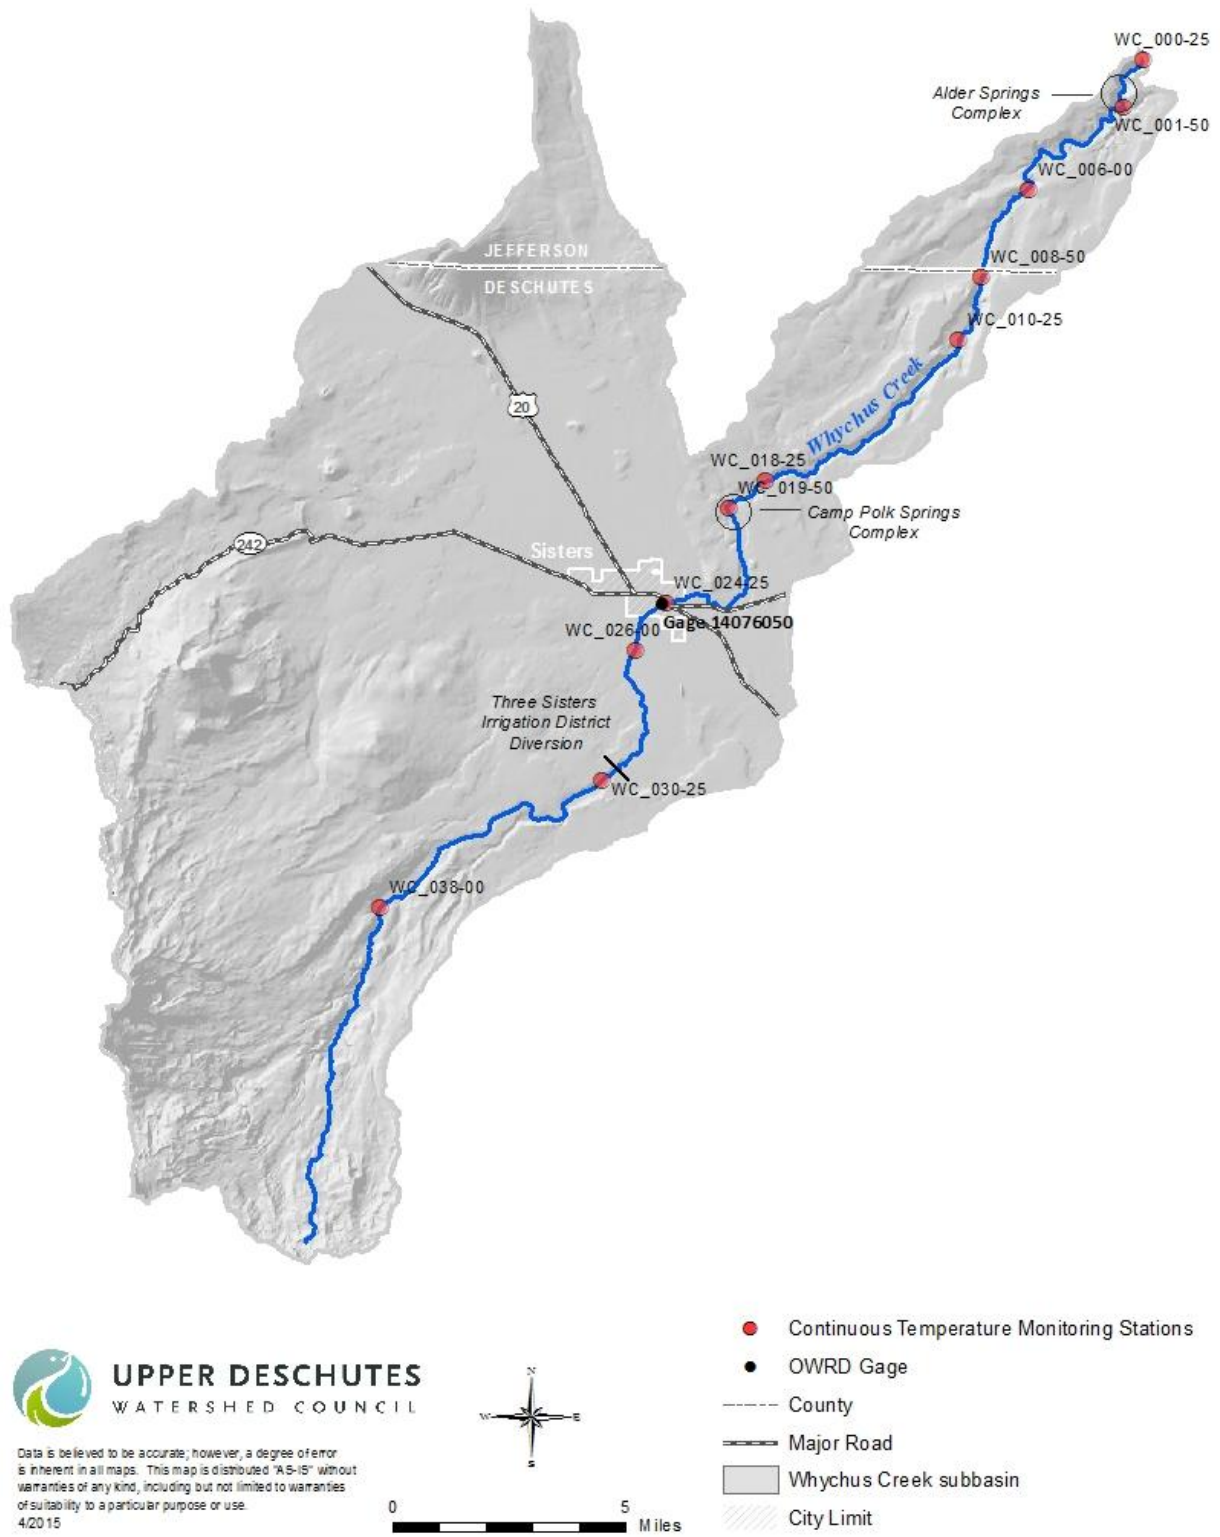 WC_000-25
Alder Springs
Complex
WC_001-50
WC_006-00
JEFFERSON
WC_008-50
DESCHUTES
WC_010-25
20
Whychus Creek
WC_018-25
WC_019-50
Camp Polk Springs
Complex
242
Sisters
WC_024-25
Gage 14076050
WC_026-00
Three Sisters
Irrigation District
Diversion
WC_030-25
WC_038-00
UPPER DESCHUTES
WATERSHED COUNCIL
Data is believed to be accurate; however, a degree of error
is inherent in all maps. This map is distributed "AS-IS" without
warranties of any kind, including but not limited to warranties
of suitability to a particular purpose or use.
4/2015
N
W
E
S
0
5
Miles
Continuous Temperature Monitoring Stations
OWRD Gage
County
Major Road
Whychus Creek subbasin
City Limit